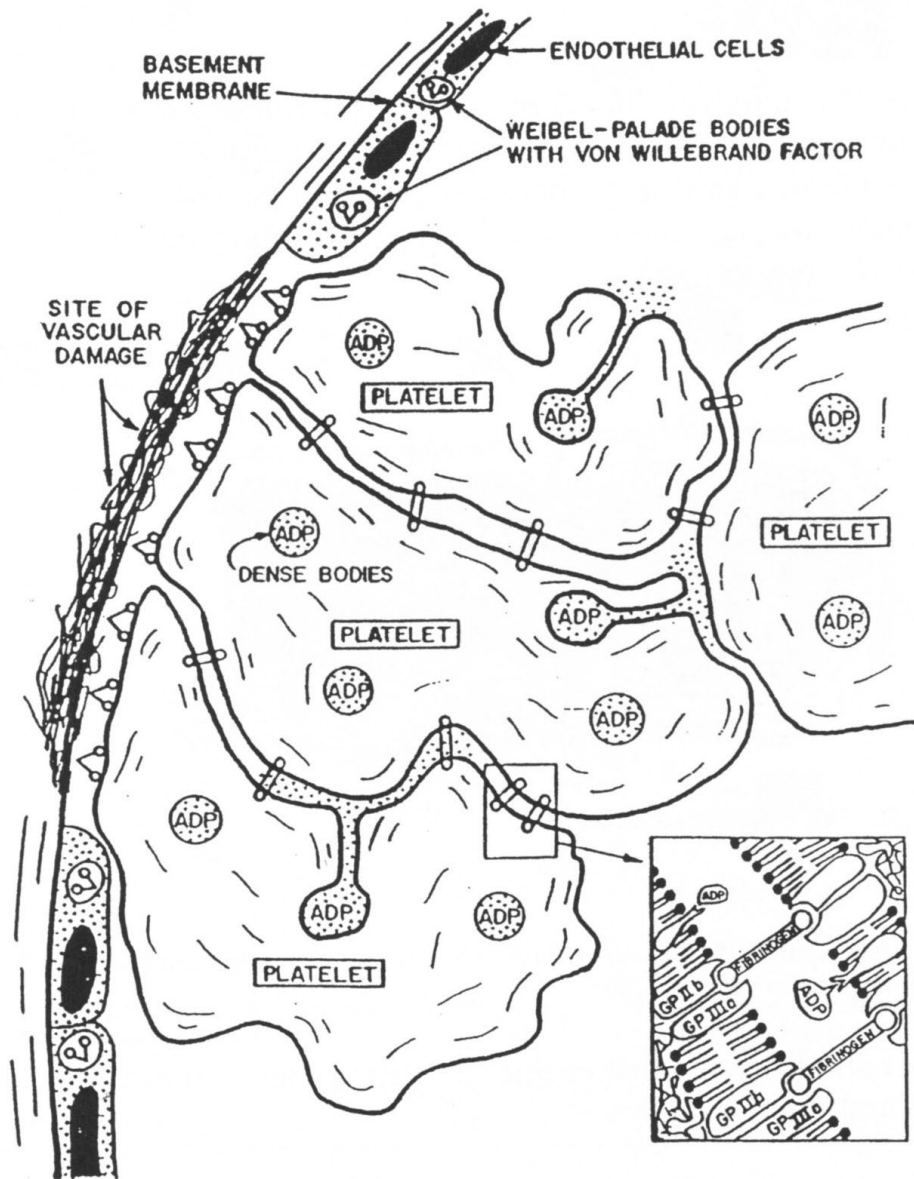 BASEMENT
MEMBRANE
ENDOTHELIAL CELLS
WEIBEL-PALADE BODIES
WITH VON WILLEBRAND FACTOR
SITE OF
VASCULAR
DAMAGE
ADP
PLATELET
ADP
ADP
PLATELET
ADP
DENSE BODIES
ADP
PLATELET
ADP
ADP
ADP
ADP
ADP
ADP
PLATELET
ADP
FIBRINOGEN
GP IIb
GP IIIa
ADP
FIBRINOGEN
GP IIb
GP IIIa